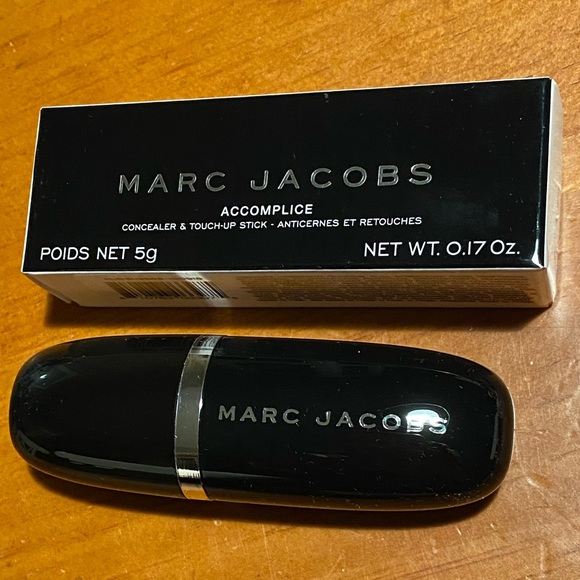 MARC JACOBS
ACCOMPLICE
CONCEALER & TOUCH-UP STICK - ANTICERNES ET RETOUCHES
POIDS NET 5g NET WT. 0.17 Oz.
MARC JACOBS